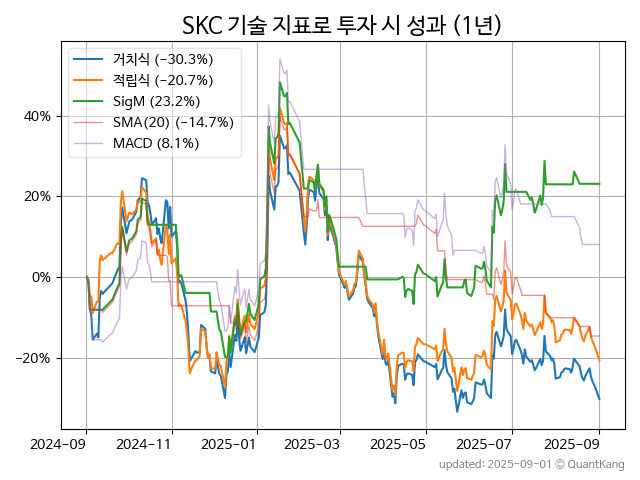 SKC 기술 지표로 투자 시 성과 (1년)
거치식 (−30.3%)
적립식 (−20.7%)
SigM (23.2%)
SMA(20) (−14.7%)
MACD (8.1%)
40%
20%
0%
−20%
2024-09
2024-11
2025-01
2025-03
2025-05
2025-07
2025-09
updated: 2025-09-01 © QuantKang